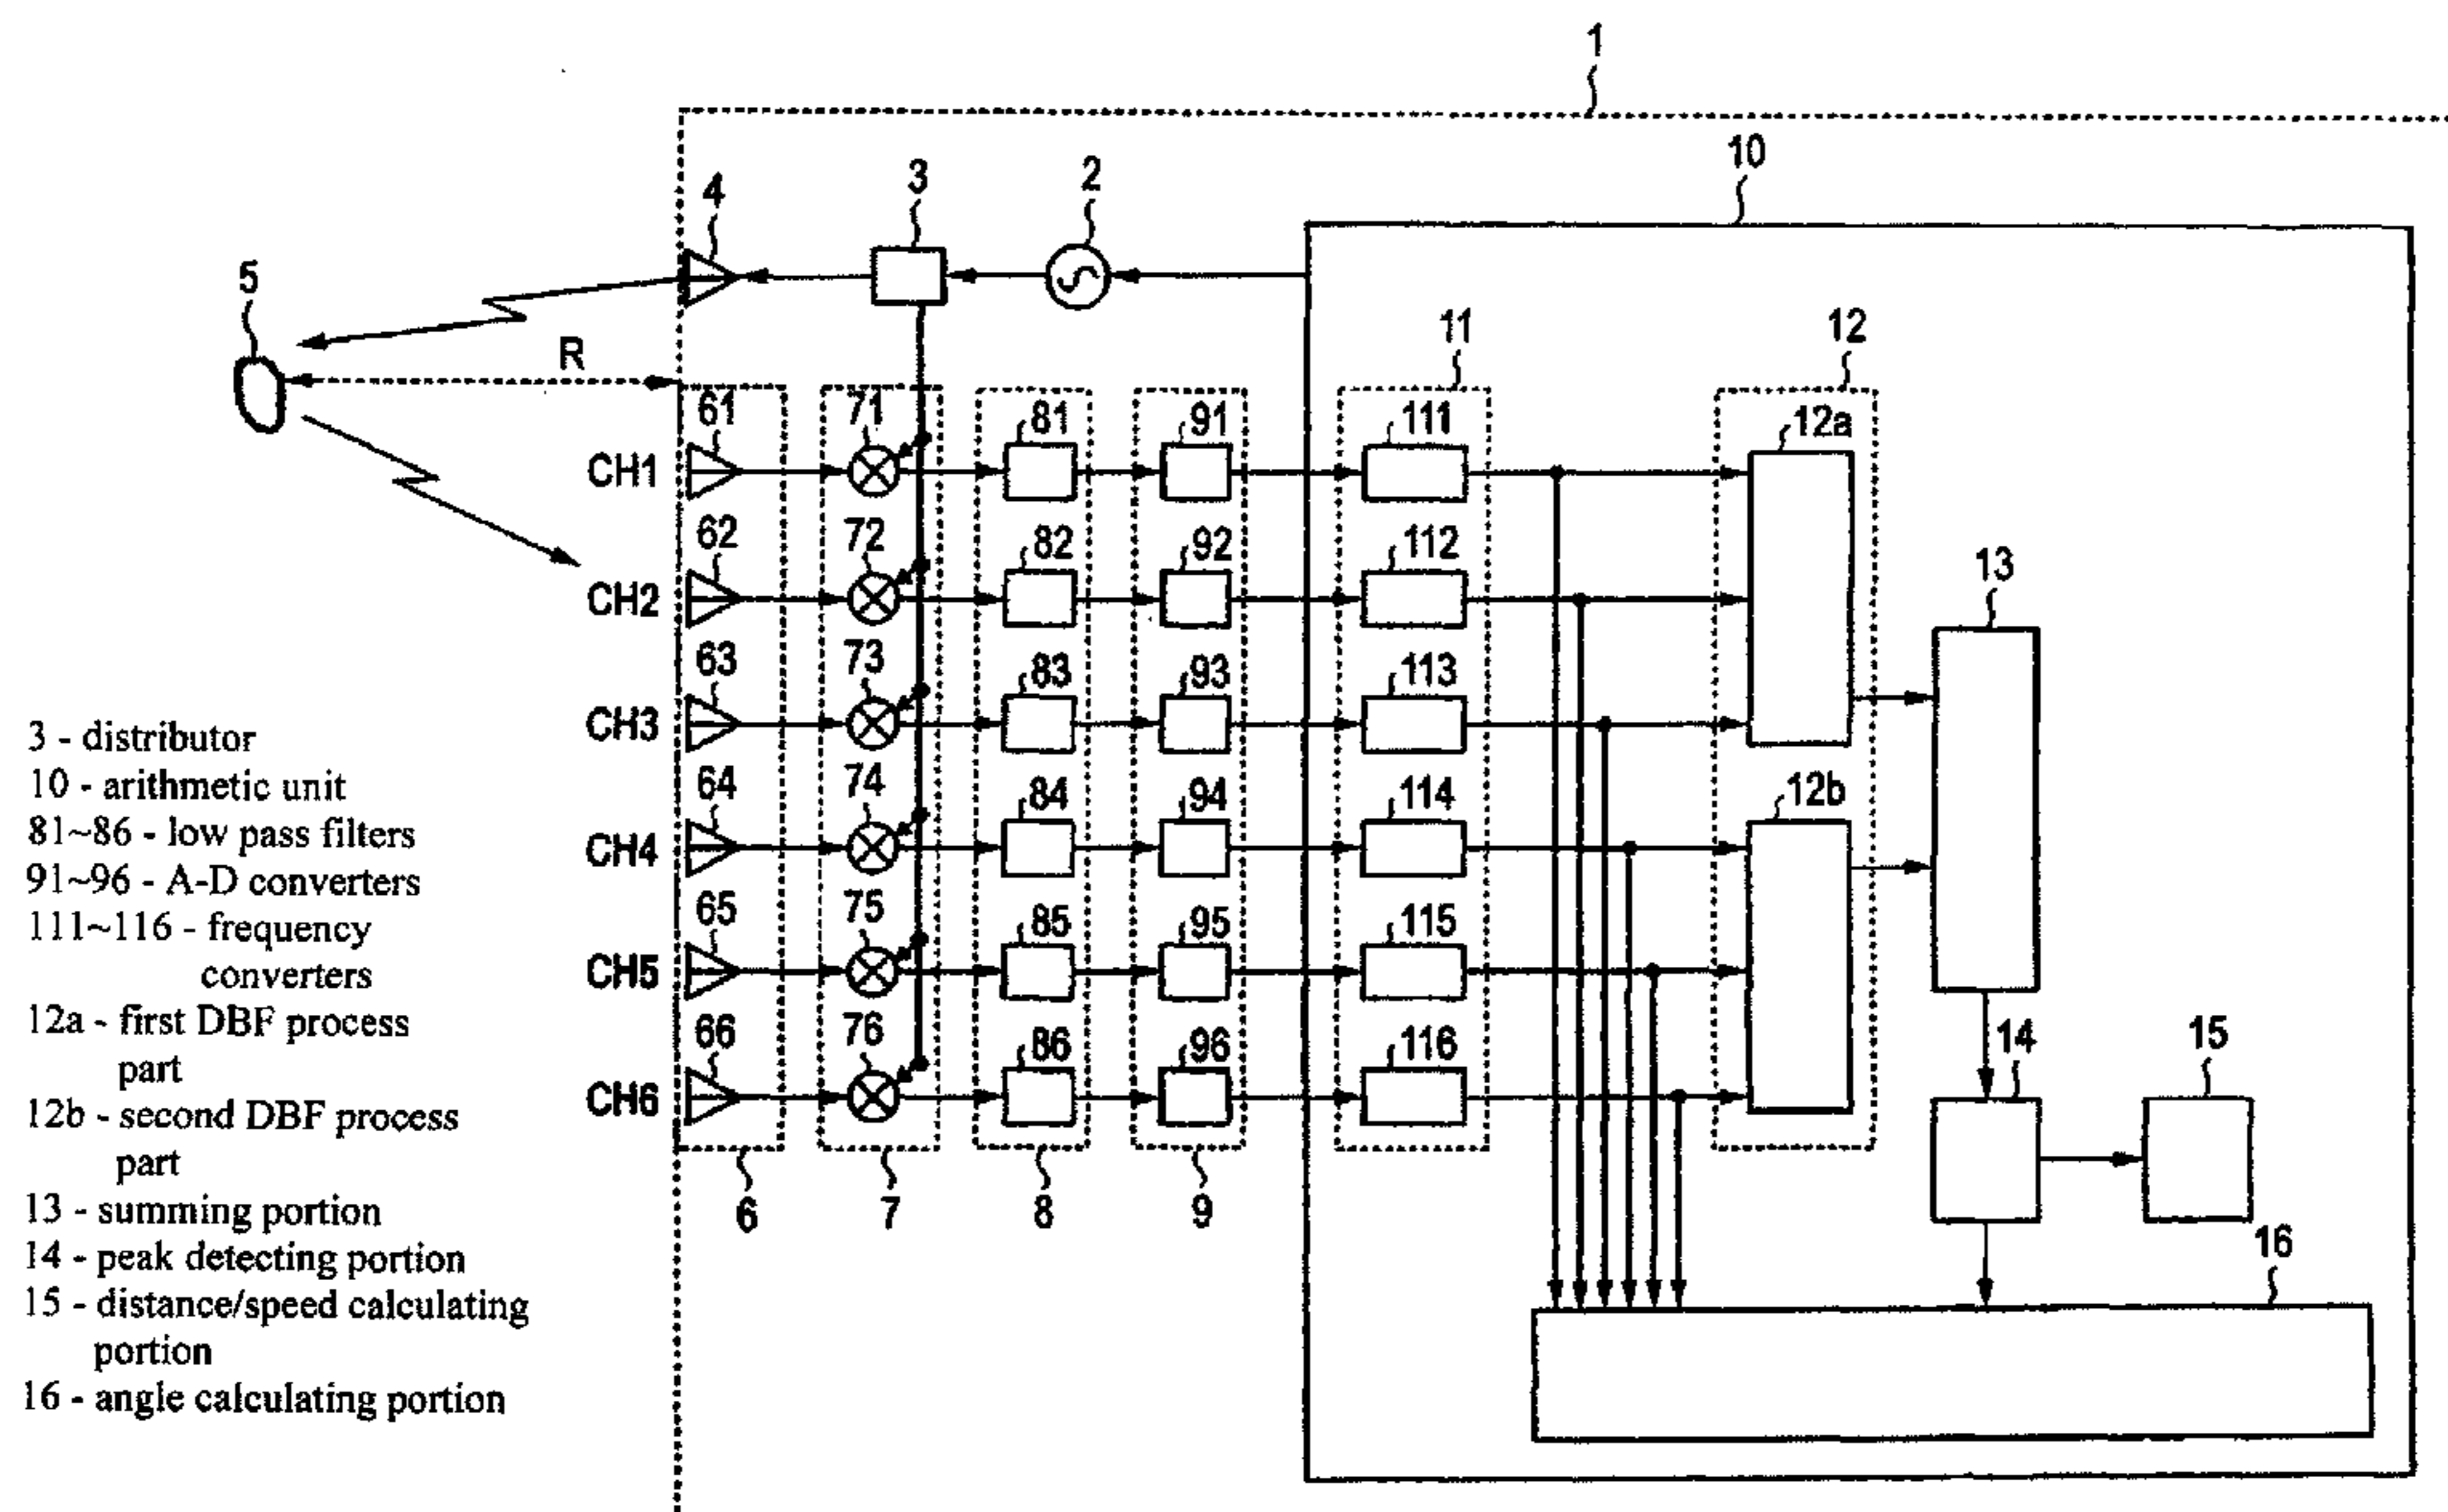 1
10
3
2
4
5
R
11
12
61
71
81
91
111
12a
CH1
62
72
82
92
112
CH2
13
63
73
83
93
113
CH3
64
74
84
94
114
12b
CH4
65
75
85
95
115
CH5
66
76
86
96
116
CH6
14
15
6
7
8
9
16
3 - distributor
10 - arithmetic unit
81~86 - low pass filters
91~96 - A-D converters
111~116 - frequency
converters
12a - first DBF process
part
12b - second DBF process
part
13 - summing portion
14 - peak detecting portion
15 - distance/speed calculating
portion
16 - angle calculating portion